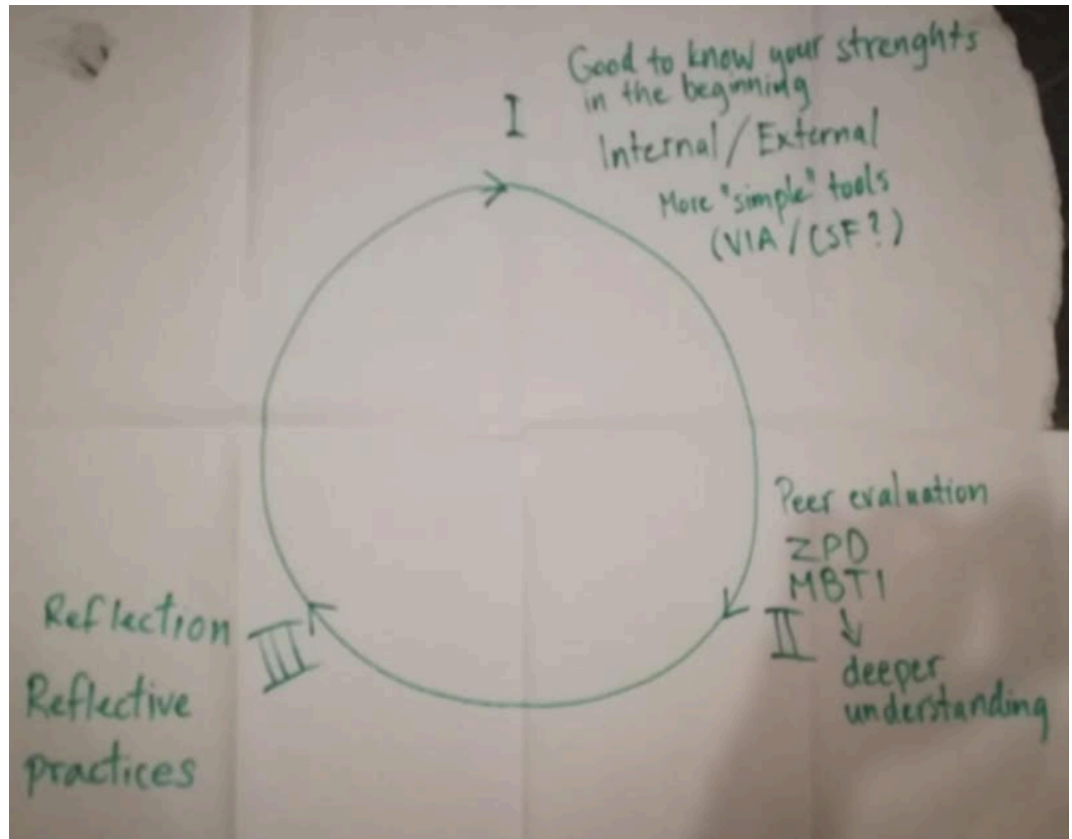 I
Good to know your strenghts
in the beginning
Internal / External
More "simple" tools
(VIA / CSF?)
Peer evaluation
ZPD
MBTI
II
deeper
understanding
III
Reflection
Reflective
practices